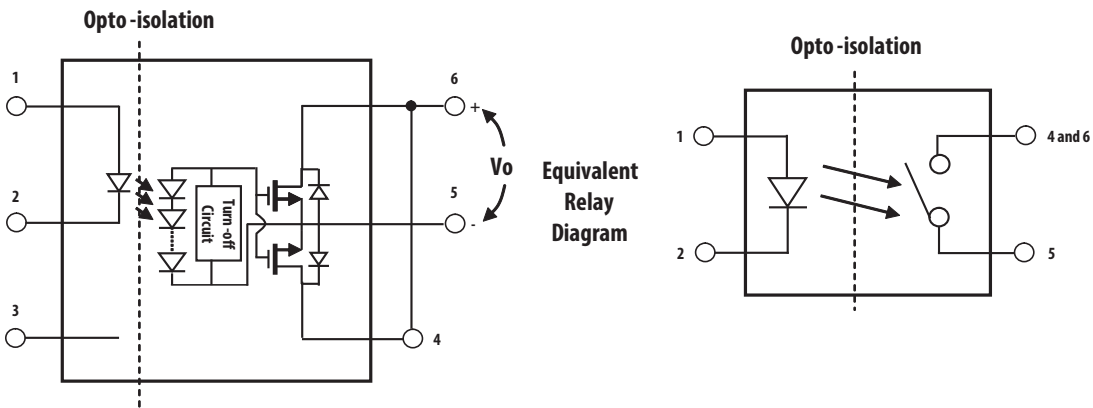 Opto -isolation
1
2
3
Turn -off
Circuit
6
+
Vo
5
-
4
Equivalent
Relay
Diagram
Opto -isolation
1
2
4 and 6
5